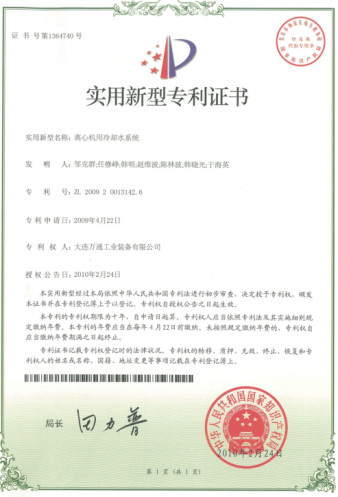 证书号第1364740号
实用新型专利证书
实用新型名称：离心机用冷却水系统
发明人：邹克群;任修峥;韩明;赵维波;陈林波;韩晓光;于海英
专利号：ZL 2009 2 0013142.6
专利申请日：2009年4月22日
专利权人：大连万通工业装备有限公司
授权公告日：2010年2月24日
本实用新型经过本局依照中华人民共和国专利法进行初步审查，决定授予专利权，颁发
本证书并在专利登记簿上予以登记。专利权自授权公告之日起生效。
本专利的专利权期限为十年，自申请日起算。专利权人应当依照专利法及其实施细则规
定缴纳年费。本专利的年费应当在每年4月22日前缴纳。未按照规定缴纳年费的，专利权自
应当缴纳年费期满之日起终止。
专利证书记载专利权登记时的法律状况。专利权的转移、质押、无效、终止、恢复和专
利权人的姓名或名称、国籍、地址变更等事项记载在专利登记簿上。
局长
田力普
中华人民共和国国家知识产权局
2010年2月24日
第1页（共1页）